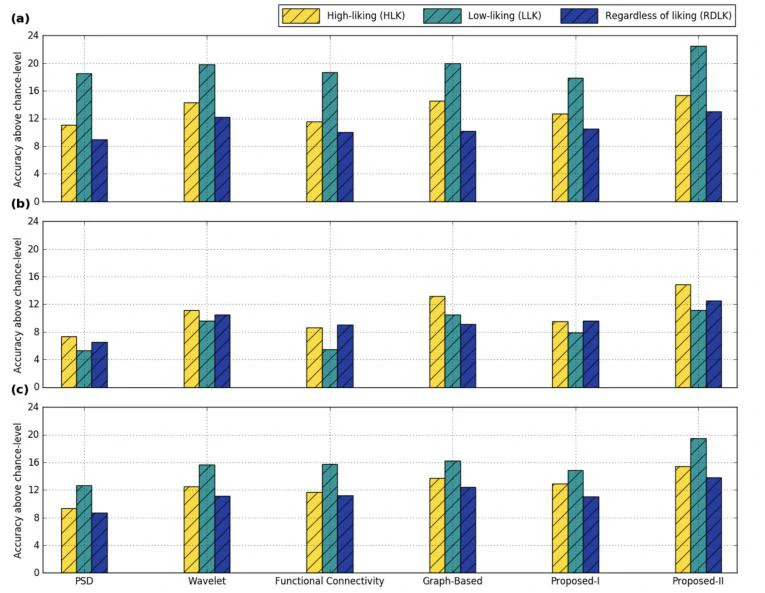 (a)
High-liking (HLK) Low-liking (LLK) Regardless of liking (RDLK)
24
20
16
12
8
4
0
Accuracy above chance-level
(b)
24
20
16
12
8
4
0
Accuracy above chance-level
(c)
24
20
16
12
8
4
0
Accuracy above chance-level
PSD Wavelet Functional Connectivity Graph-Based Proposed-I Proposed-II